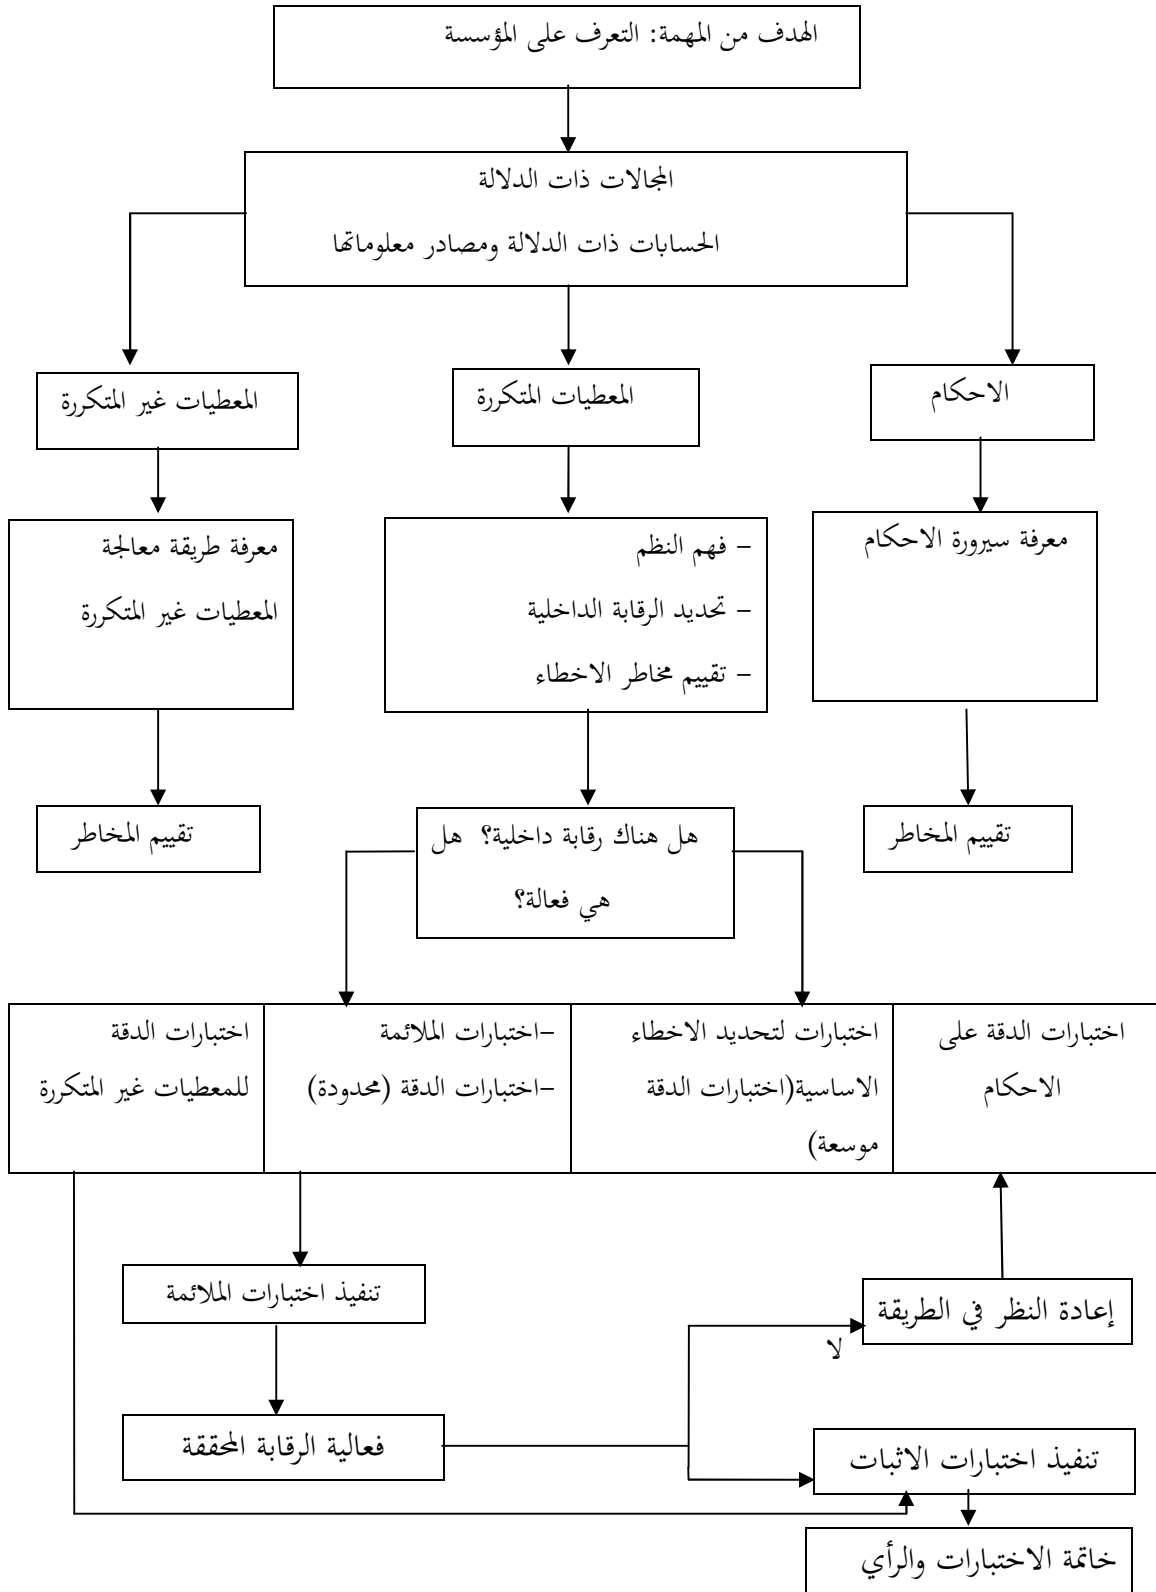 الهدف من المهمة: التعرف على المؤسسة
المجالات ذات الدلالة
الحسابات ذات الدلالة ومصادر معلوماتها
الاحكام
المعطيات المتكررة
المعطيات غير المتكررة
معرفة سيرورة الاحكام
– فهم النظم
– تحديد الرقابة الداخلية
– تقييم مخاطر الاخطاء
معرفة طريقة معالجة
المعطيات غير المتكررة
تقييم المخاطر
هل هناك رقابة داخلية؟ هل
هي فعالة؟
تقييم المخاطر
اختبارات الدقة على
الاحكام
اختبارات لتحديد الاخطاء
الاساسية(اختبارات الدقة
موسعة)
–اختبارات الملائمة
–اختبارات الدقة (محدودة)
اختبارات الدقة
للمعطيات غير المتكررة
تنفيذ اختبارات الملائمة
إعادة النظر في الطريقة
لا
فعالية الرقابة المحققة
تنفيذ اختبارات الاثبات
خاتمة الاختبارات والرأي